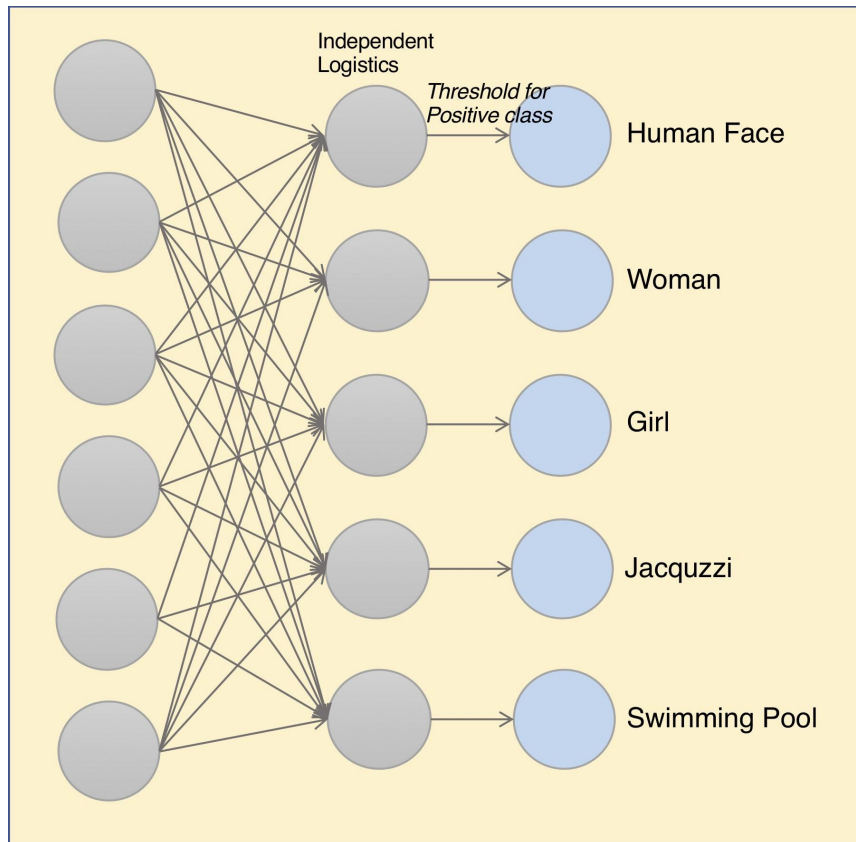 Independent
Logistics
Threshold for
Positive class
Human Face
Woman
Girl
Jacquzzi
Swimming Pool